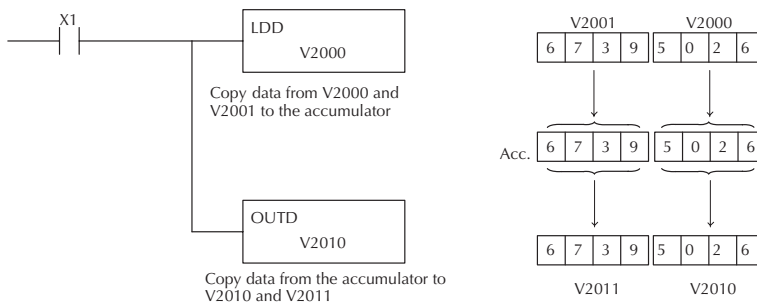 X1
LDD
V2000
Copy data from V2000 and
V2001 to the accumulator
OUTD
V2010
Copy data from the accumulator to
V2010 and V2011
V2001 V2000
6 7 3 9 5 0 2 6
Acc. 6 7 3 9 5 0 2 6
6 7 3 9 5 0 2 6
V2011 V2010